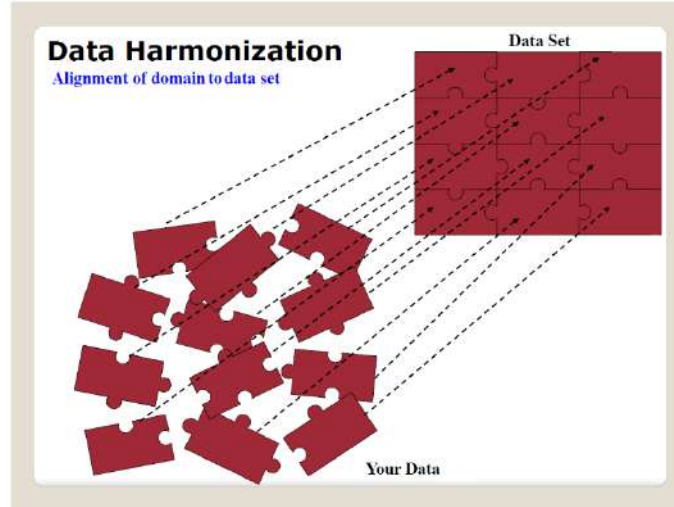 Data Harmonization
Alignment of domain to data set
Data Set
Your Data